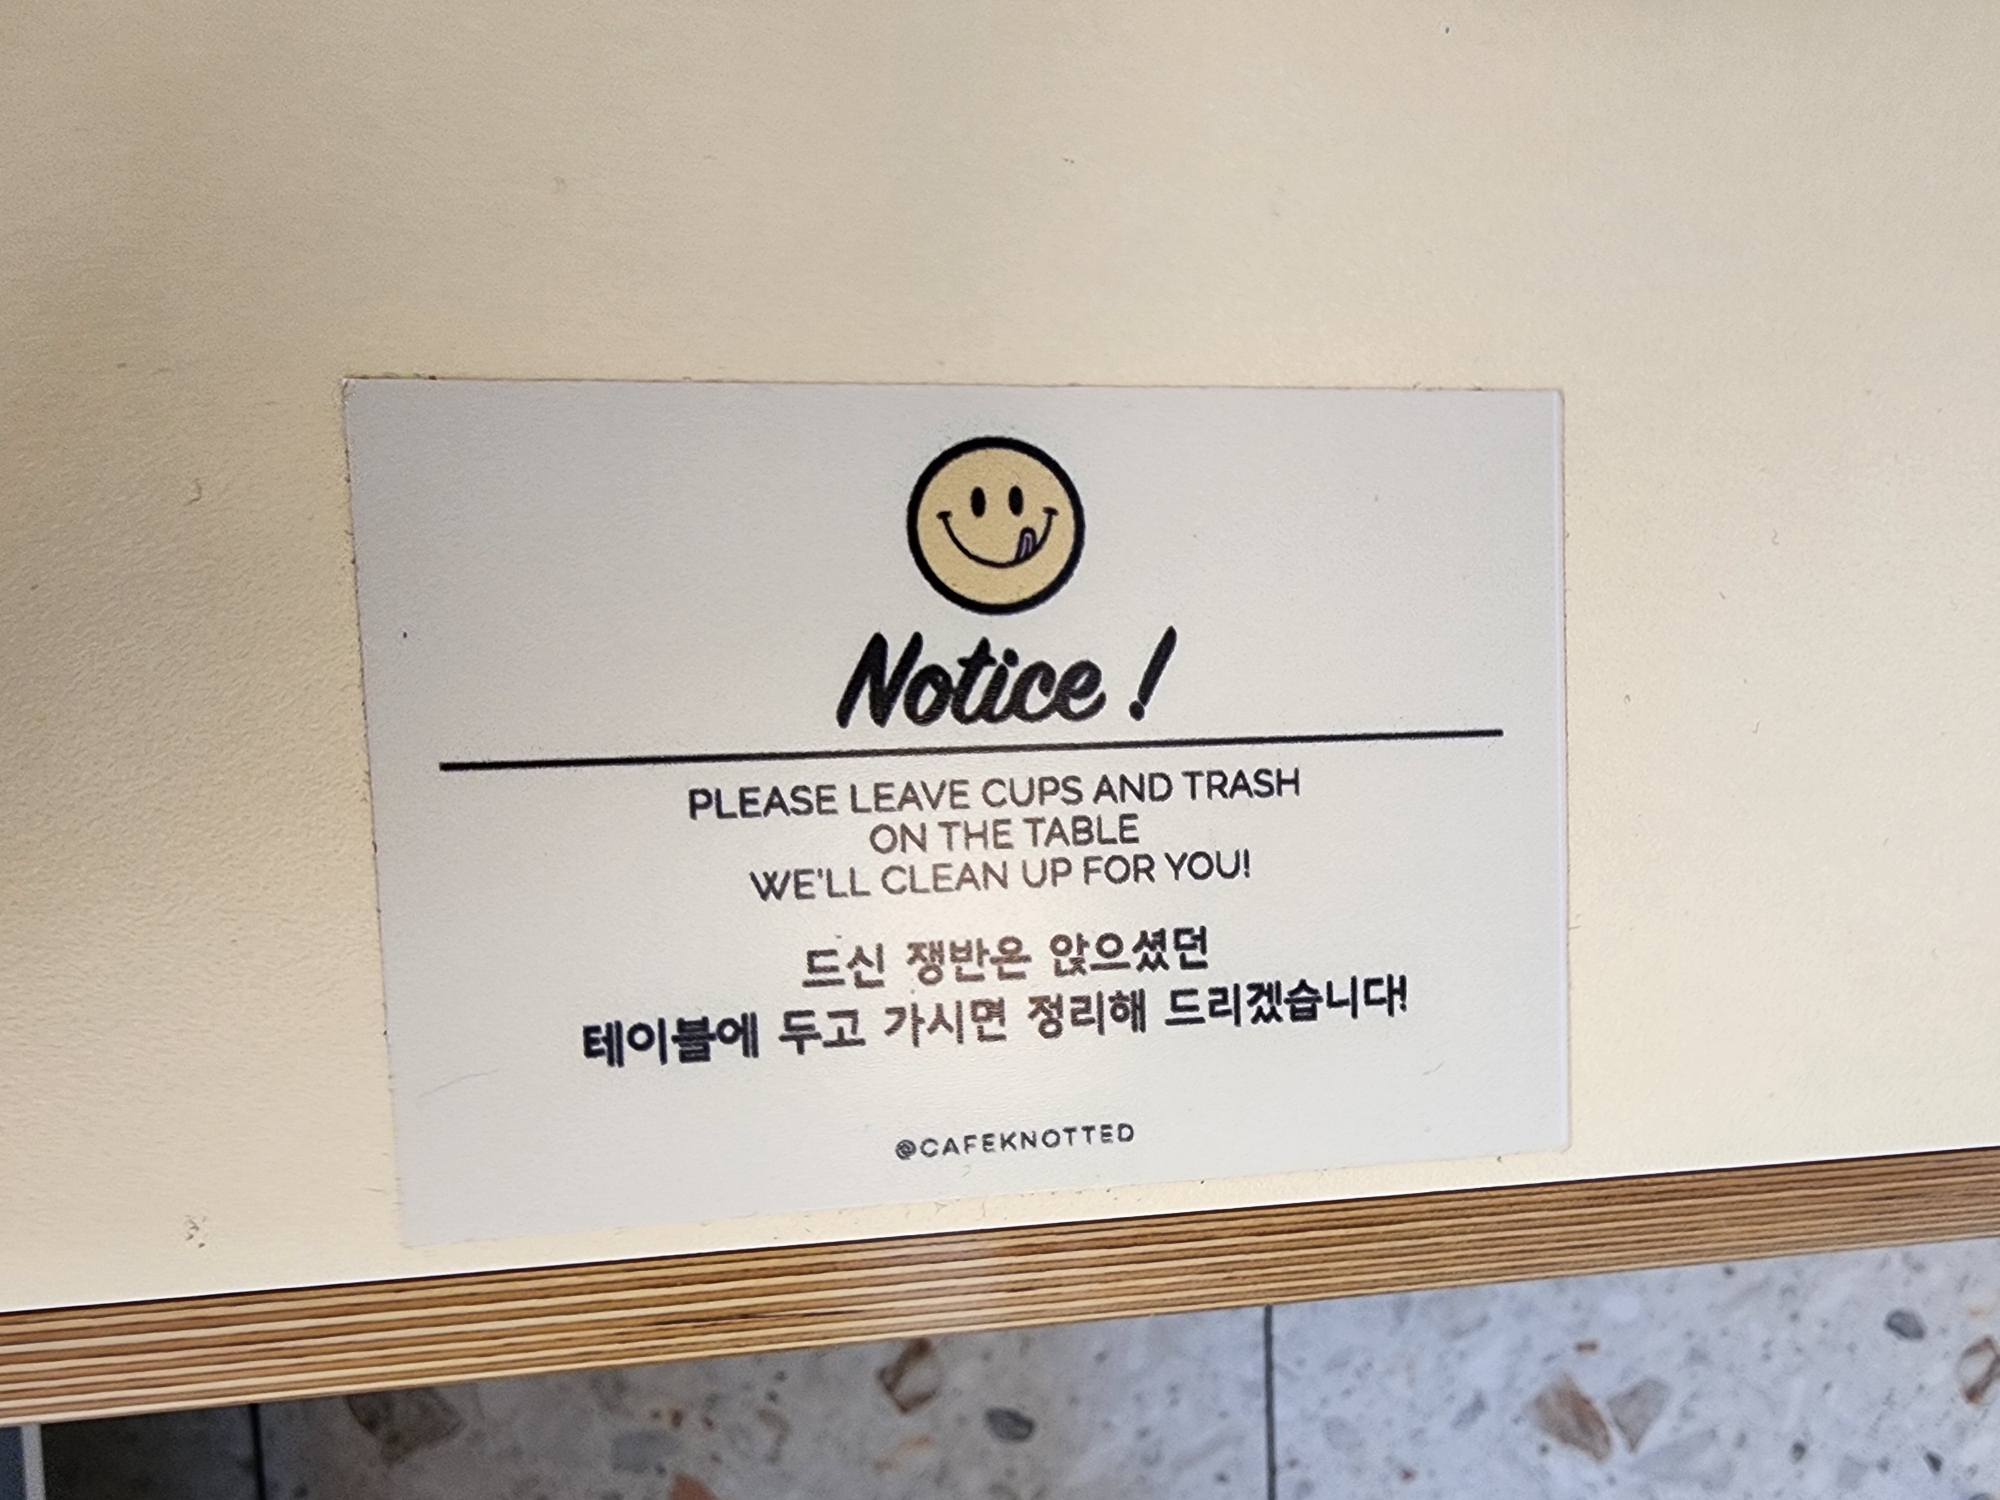 Notice !
PLEASE LEAVE CUPS AND TRASH
ON THE TABLE
WE'LL CLEAN UP FOR YOU!
드신 쟁반은 앉으셨던
테이블에 두고 가시면 정리해 드리겠습니다!
@CAFEKNOTTED